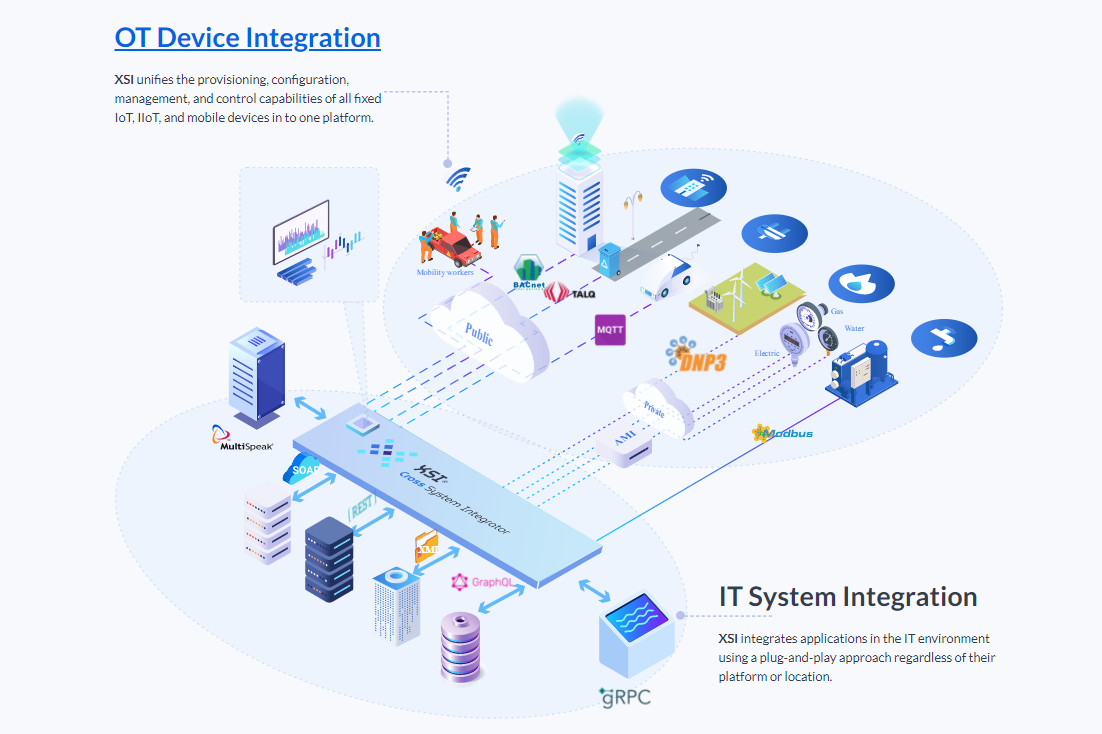 OT Device Integration
XSI unifies the provisioning, configuration,
management, and control capabilities of all fixed
IoT, IIoT, and mobile devices in to one platform.
Mobility workers
BACnet
TALQ
MQTT
Public
DNP3
Gas
Water
Electric
Private
AMI
Modbus
MultiSpeak
SOAP
XSI
Cross System Integrator
{REST}
XML
GraphQL
gRPC
IT System Integration
XSI integrates applications in the IT environment
using a plug-and-play approach regardless of their
platform or location.